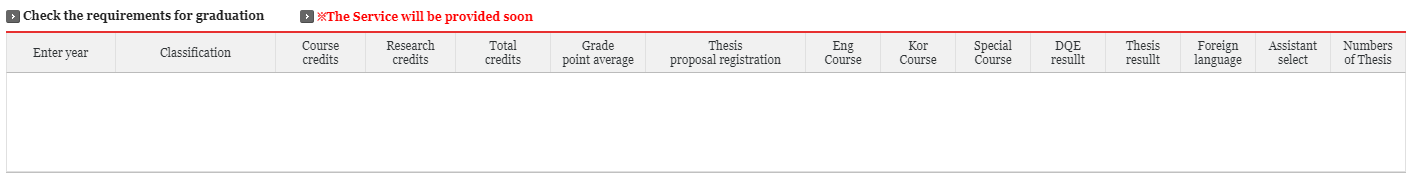 Check the requirements for graduation ※The Service will be provided soon
Enter year Classification Course credits Research credits Total credits Grade point average Thesis proposal registration Eng Course Kor Course Special Course DQE resullt Thesis resullt Foreign language Assistant select Numbers of Thesis